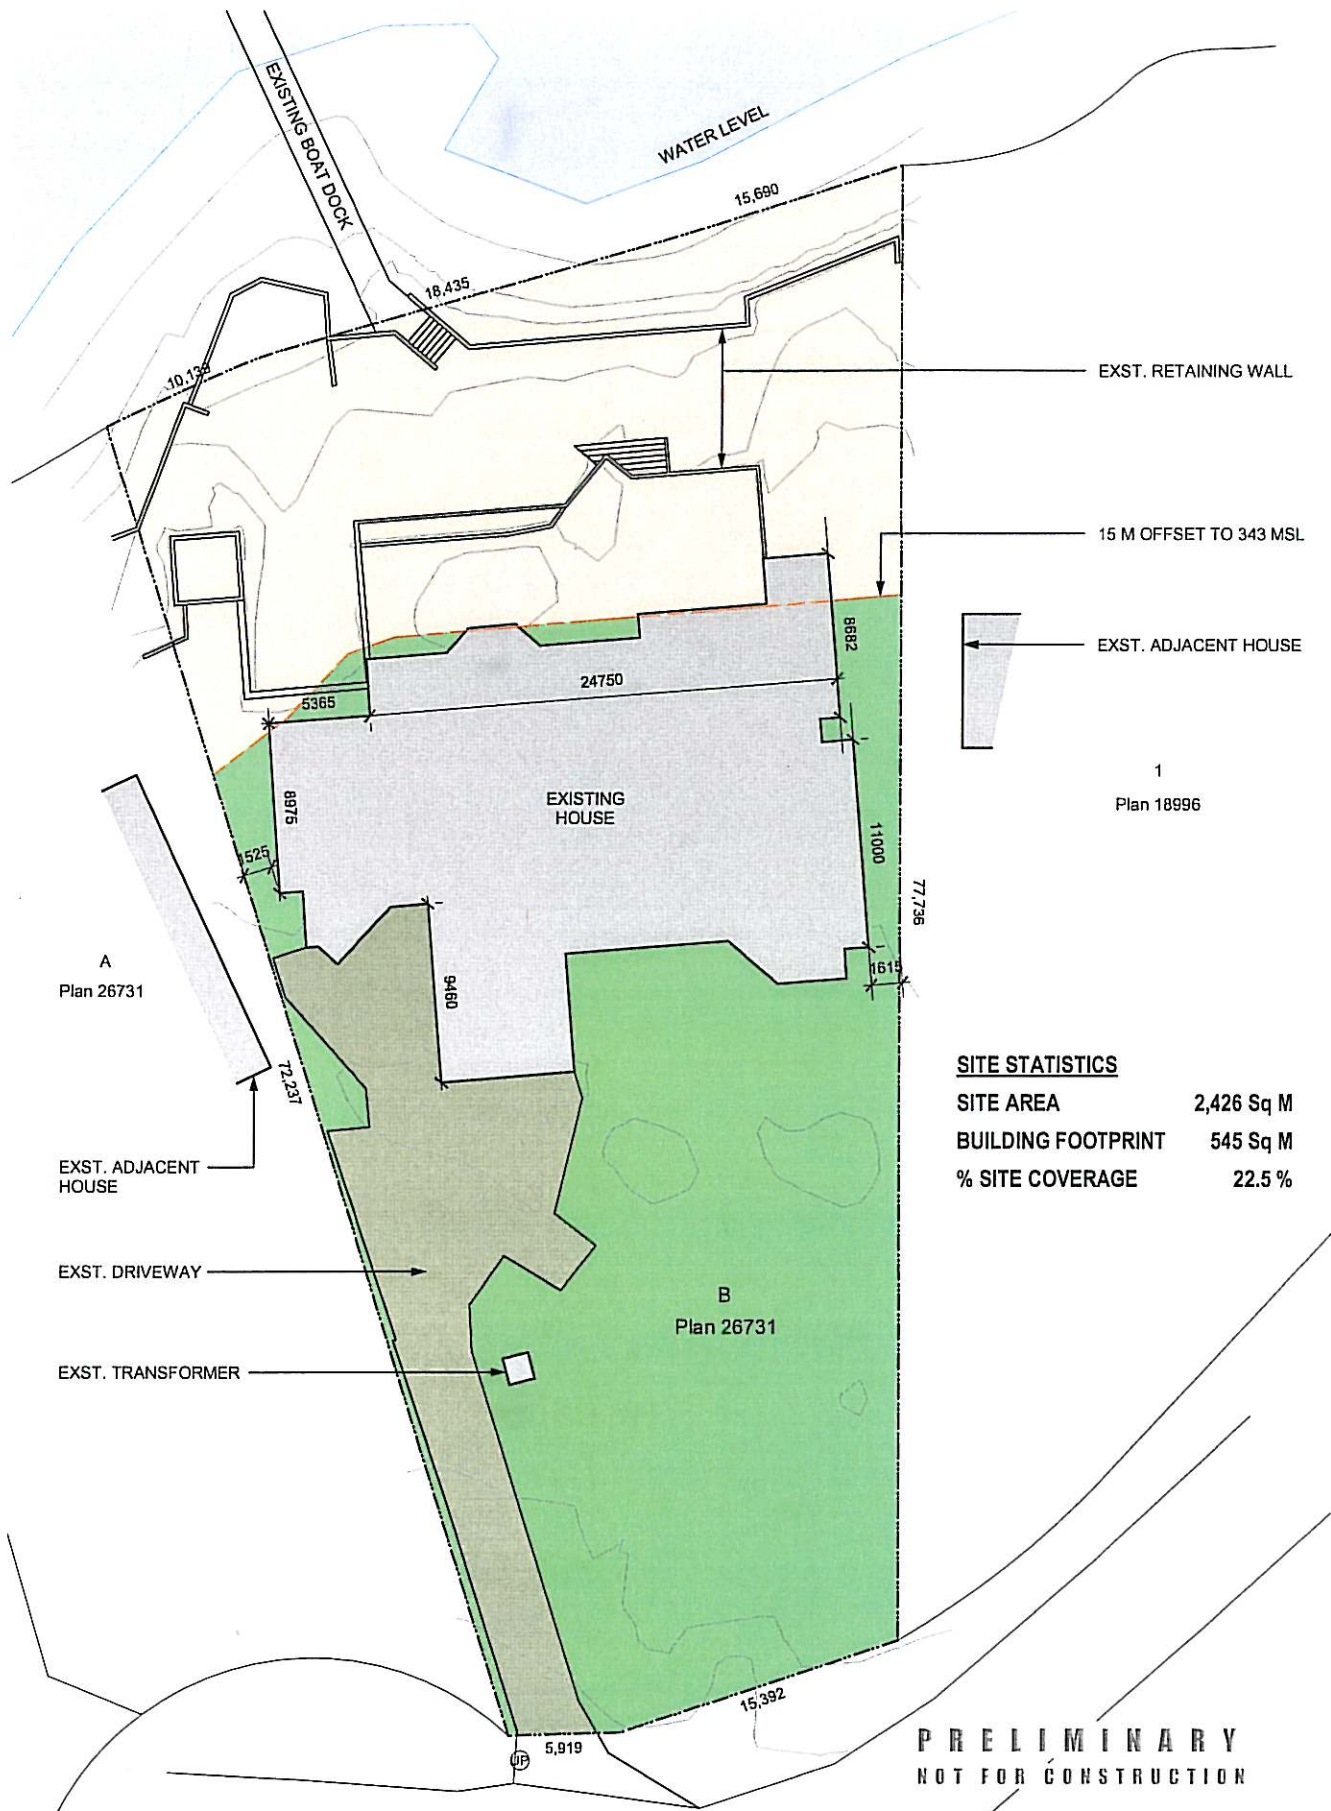 EXISTING BOAT DOCK
WATER LEVEL
15,690
18,435
10,139
EXST. RETAINING WALL
15 M OFFSET TO 343 MSL
EXST. ADJACENT HOUSE
8682
24750
5365
1
Plan 18996
EXISTING
HOUSE
8975
11000
1525
77,736
A
Plan 26731
9460
1615
72,237
SITE STATISTICS
SITE AREA 2,426 Sq M
BUILDING FOOTPRINT 545 Sq M
% SITE COVERAGE 22.5 %
EXST. ADJACENT
HOUSE
EXST. DRIVEWAY
B
Plan 26731
EXST. TRANSFORMER
15,392
5,919
UP
PRELIMINARY
NOT FOR CONSTRUCTION